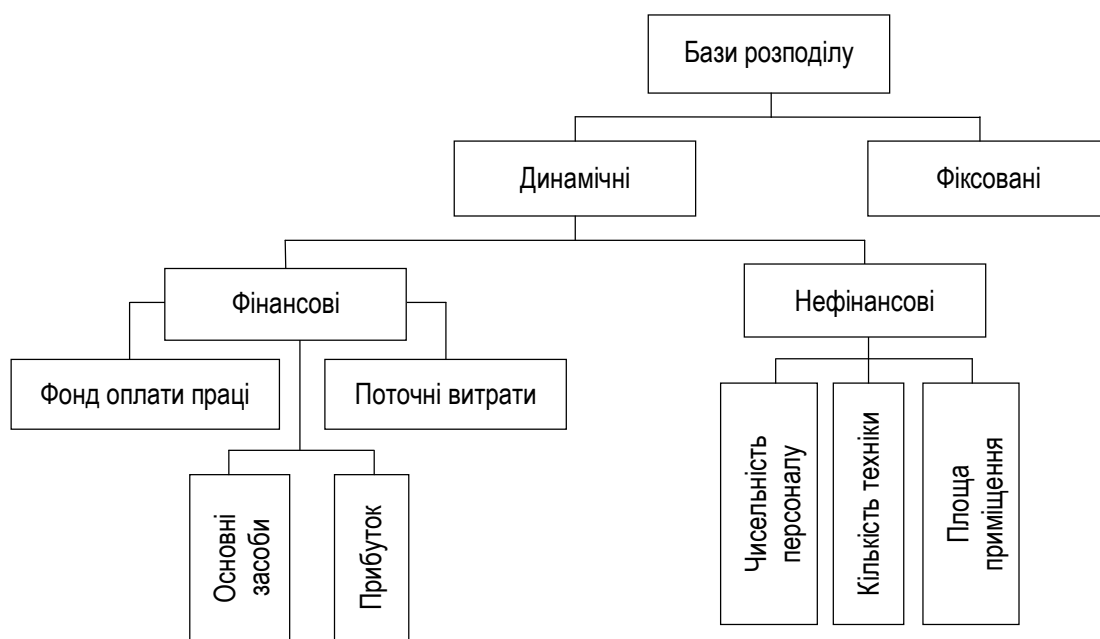 Бази розподілу
Динамічні
Фіксовані
Фінансові
Нефінансові
Фонд оплати праці
Поточні витрати
Основні
засоби
Прибуток
Чисельність
персоналу
Кількість техніки
Площа
приміщення